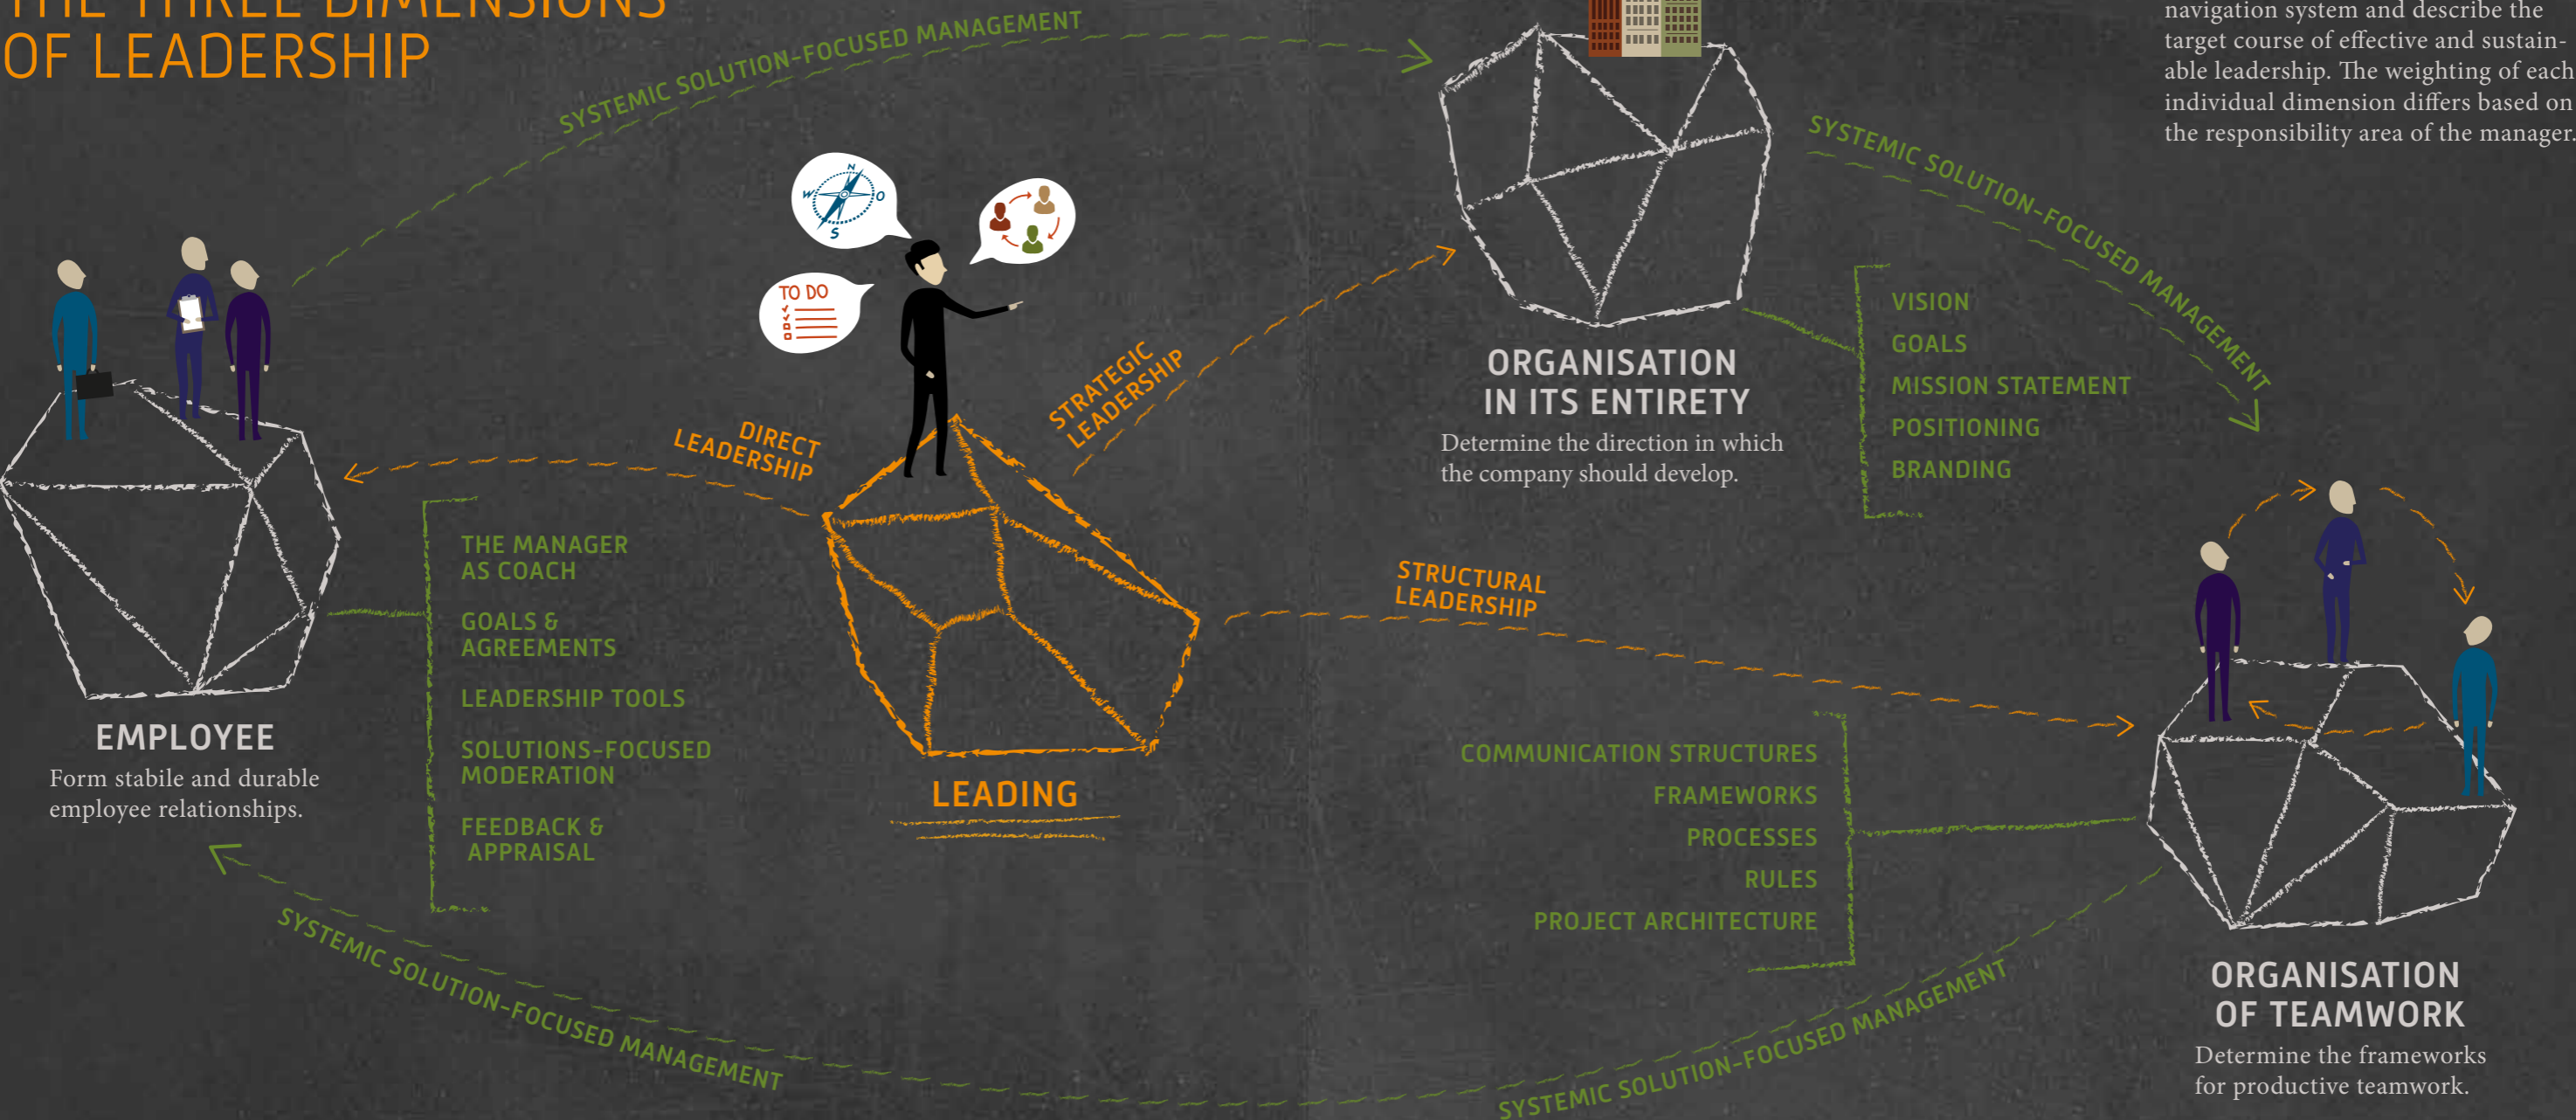 THE THREE DIMENSIONS
OF LEADERSHIP
navigation system and describe the
target course of effective and sustain-
able leadership. The weighting of each
individual dimension differs based on
the responsibility area of the manager.
SYSTEMIC SOLUTION-FOCUSED MANAGEMENT
SYSTEMIC SOLUTION-FOCUSED MANAGEMENT
N
W
O
S
TO DO
STRATEGIC
LEADERSHIP
DIRECT
LEADERSHIP
ORGANISATION
IN ITS ENTIRETY
Determine the direction in which
the company should develop.
VISION
GOALS
MISSION STATEMENT
POSITIONING
BRANDING
THE MANAGER
AS COACH
GOALS &
AGREEMENTS
LEADERSHIP TOOLS
SOLUTIONS-FOCUSED
MODERATION
FEEDBACK &
APPRAISAL
STRUCTURAL
LEADERSHIP
EMPLOYEE
Form stabile and durable
employee relationships.
LEADING
COMMUNICATION STRUCTURES
FRAMEWORKS
PROCESSES
RULES
PROJECT ARCHITECTURE
SYSTEMIC SOLUTION-FOCUSED MANAGEMENT
SYSTEMIC SOLUTION-FOCUSED MANAGEMENT
ORGANISATION
OF TEAMWORK
Determine the frameworks
for productive teamwork.